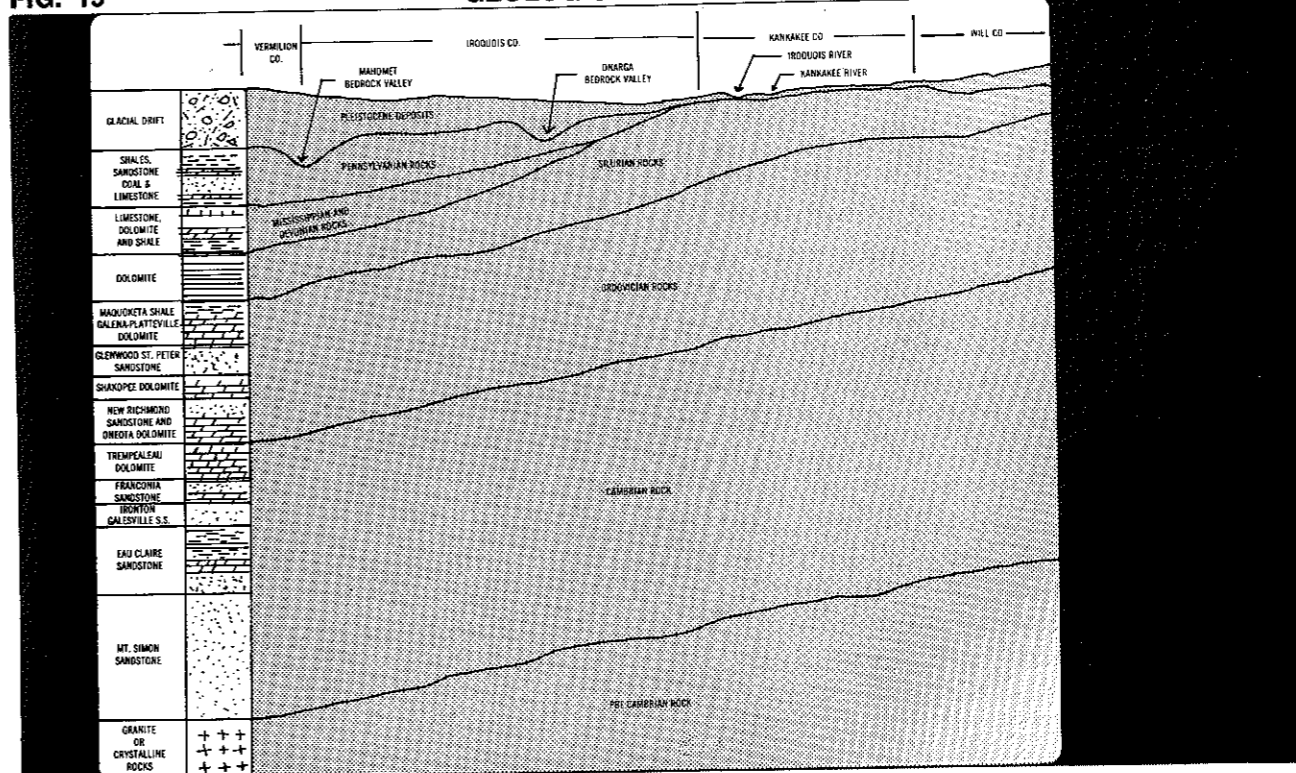 FIG. 15
VERMILION
CO.
IROQUOIS CO.
KANKAKEE CO
WILL CO
IROQUOIS RIVER
KANKAKEE RIVER
MAHOMET
BEDROCK VALLEY
ONARGA
BEDROCK VALLEY
GLACIAL DRIFT
PLEISTOCENE DEPOSITS
SHALES,
SANDSTONE
COAL &
LIMESTONE
PENNSYLVANIAN ROCKS
SILURIAN ROCKS
LIMESTONE,
DOLOMITE
AND SHALE
MISSISSIPPIAN AND
DEVONIAN ROCKS
DOLOMITE
ORDOVICIAN ROCKS
MAQUOKETA SHALE
GALENA-PLATTEVILLE
DOLOMITE
GLENWOOD ST. PETER
SANDSTONE
SHAKOPEE DOLOMITE
NEW RICHMOND
SANDSTONE AND
ONEOTA DOLOMITE
TREMPEALEAU
DOLOMITE
FRANCONIA
SANDSTONE
IRONTON
GALESVILLE S.S.
CAMBRIAN ROCK
EAU CLAIRE
SANDSTONE
MT. SIMON
SANDSTONE
PRE CAMBRIAN ROCK
GRANITE
OR
CRYSTALLINE
ROCKS